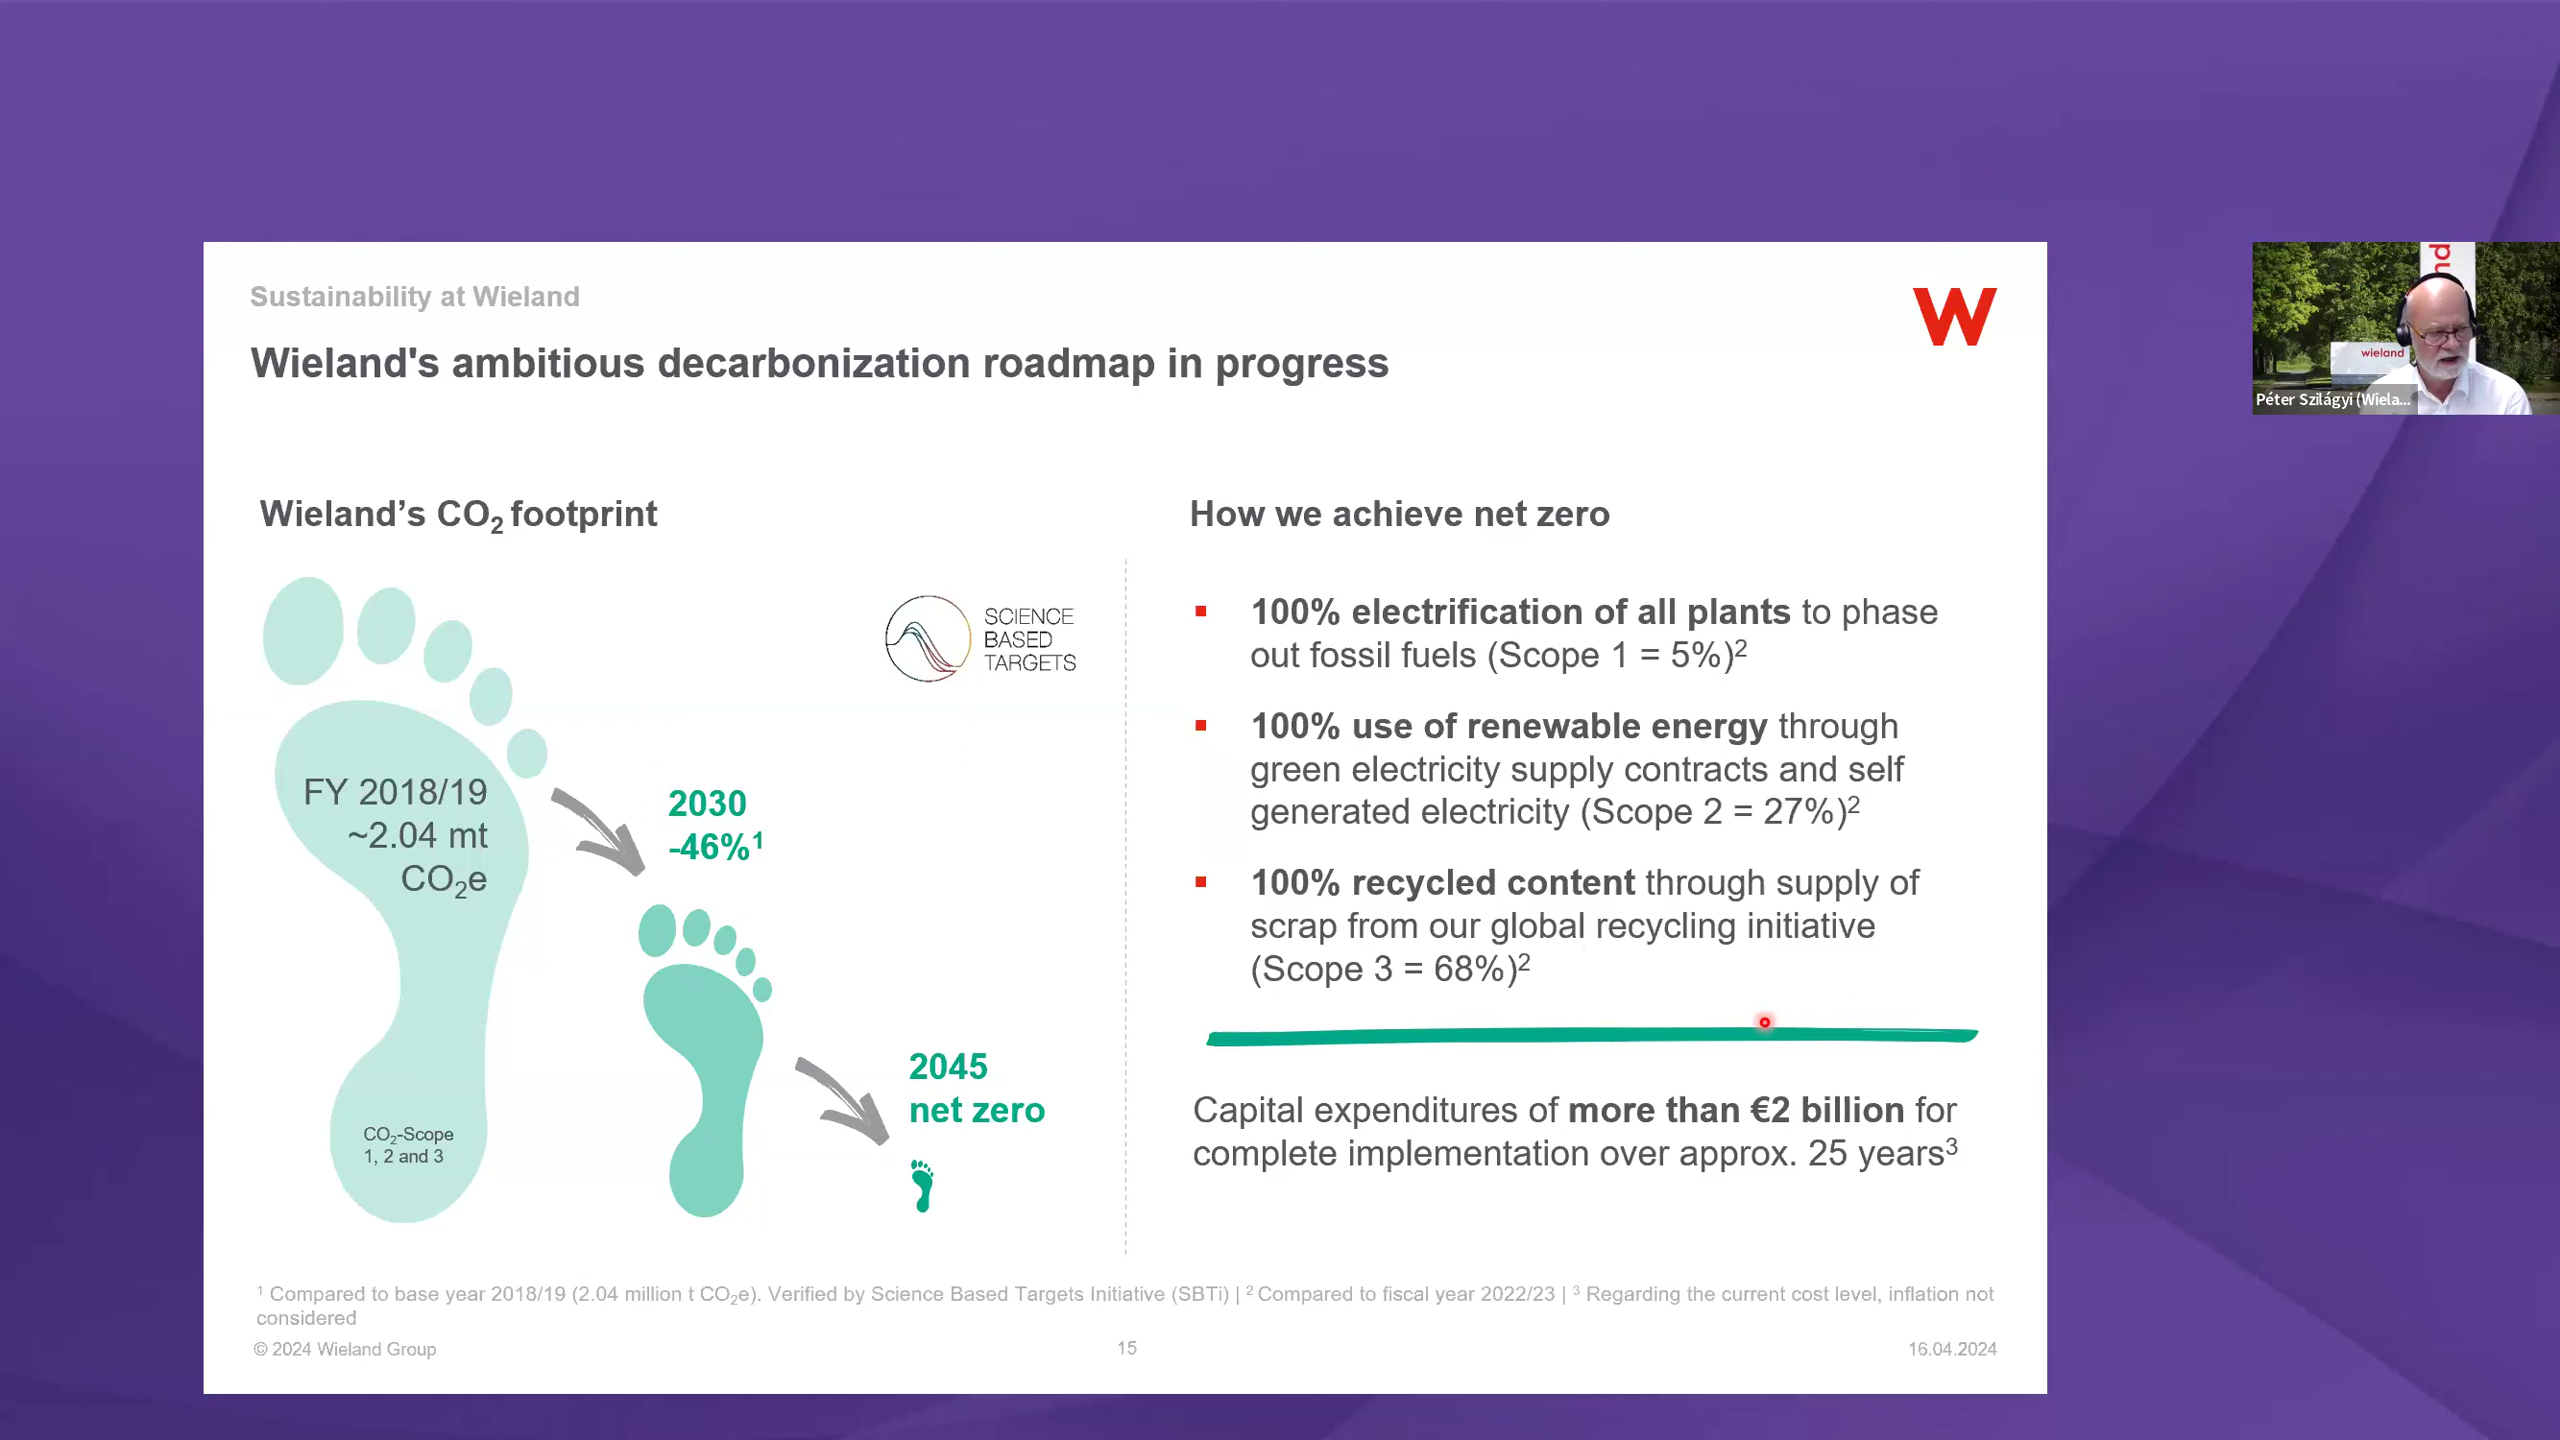 Sustainability at Wieland
W
Wieland's ambitious decarbonization roadmap in progress
Wieland’s CO₂ footprint
SCIENCE
BASED
TARGETS
FY 2018/19
~2.04 mt
CO₂e
CO₂-Scope
1, 2 and 3
2030
-46%¹
2045
net zero
How we achieve net zero
▪ 100% electrification of all plants to phase
out fossil fuels (Scope 1 = 5%)²
▪ 100% use of renewable energy through
green electricity supply contracts and self
generated electricity (Scope 2 = 27%)²
▪ 100% recycled content through supply of
scrap from our global recycling initiative
(Scope 3 = 68%)²
Capital expenditures of more than €2 billion for
complete implementation over approx. 25 years³
¹ Compared to base year 2018/19 (2.04 million t CO₂e). Verified by Science Based Targets Initiative (SBTi) | ² Compared to fiscal year 2022/23 | ³ Regarding the current cost level, inflation not
considered
© 2024 Wieland Group
15
16.04.2024
nd
wieland
Péter Szilágyi (Wiela...